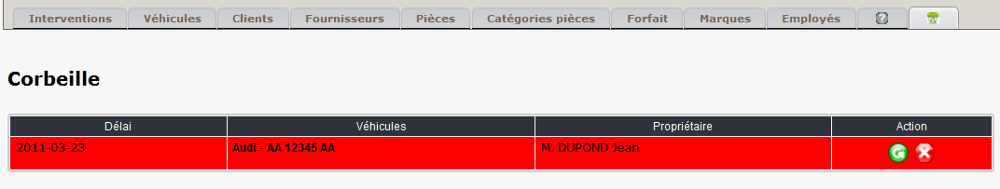 Interventions Véhicules Clients Fournisseurs Pièces Catégories pièces Forfait Marques Employés ?
Corbeille
Délai Véhicules Propriétaire Action
2011-03-23 Audi - AA 12345 AA M. DUPOND Jean